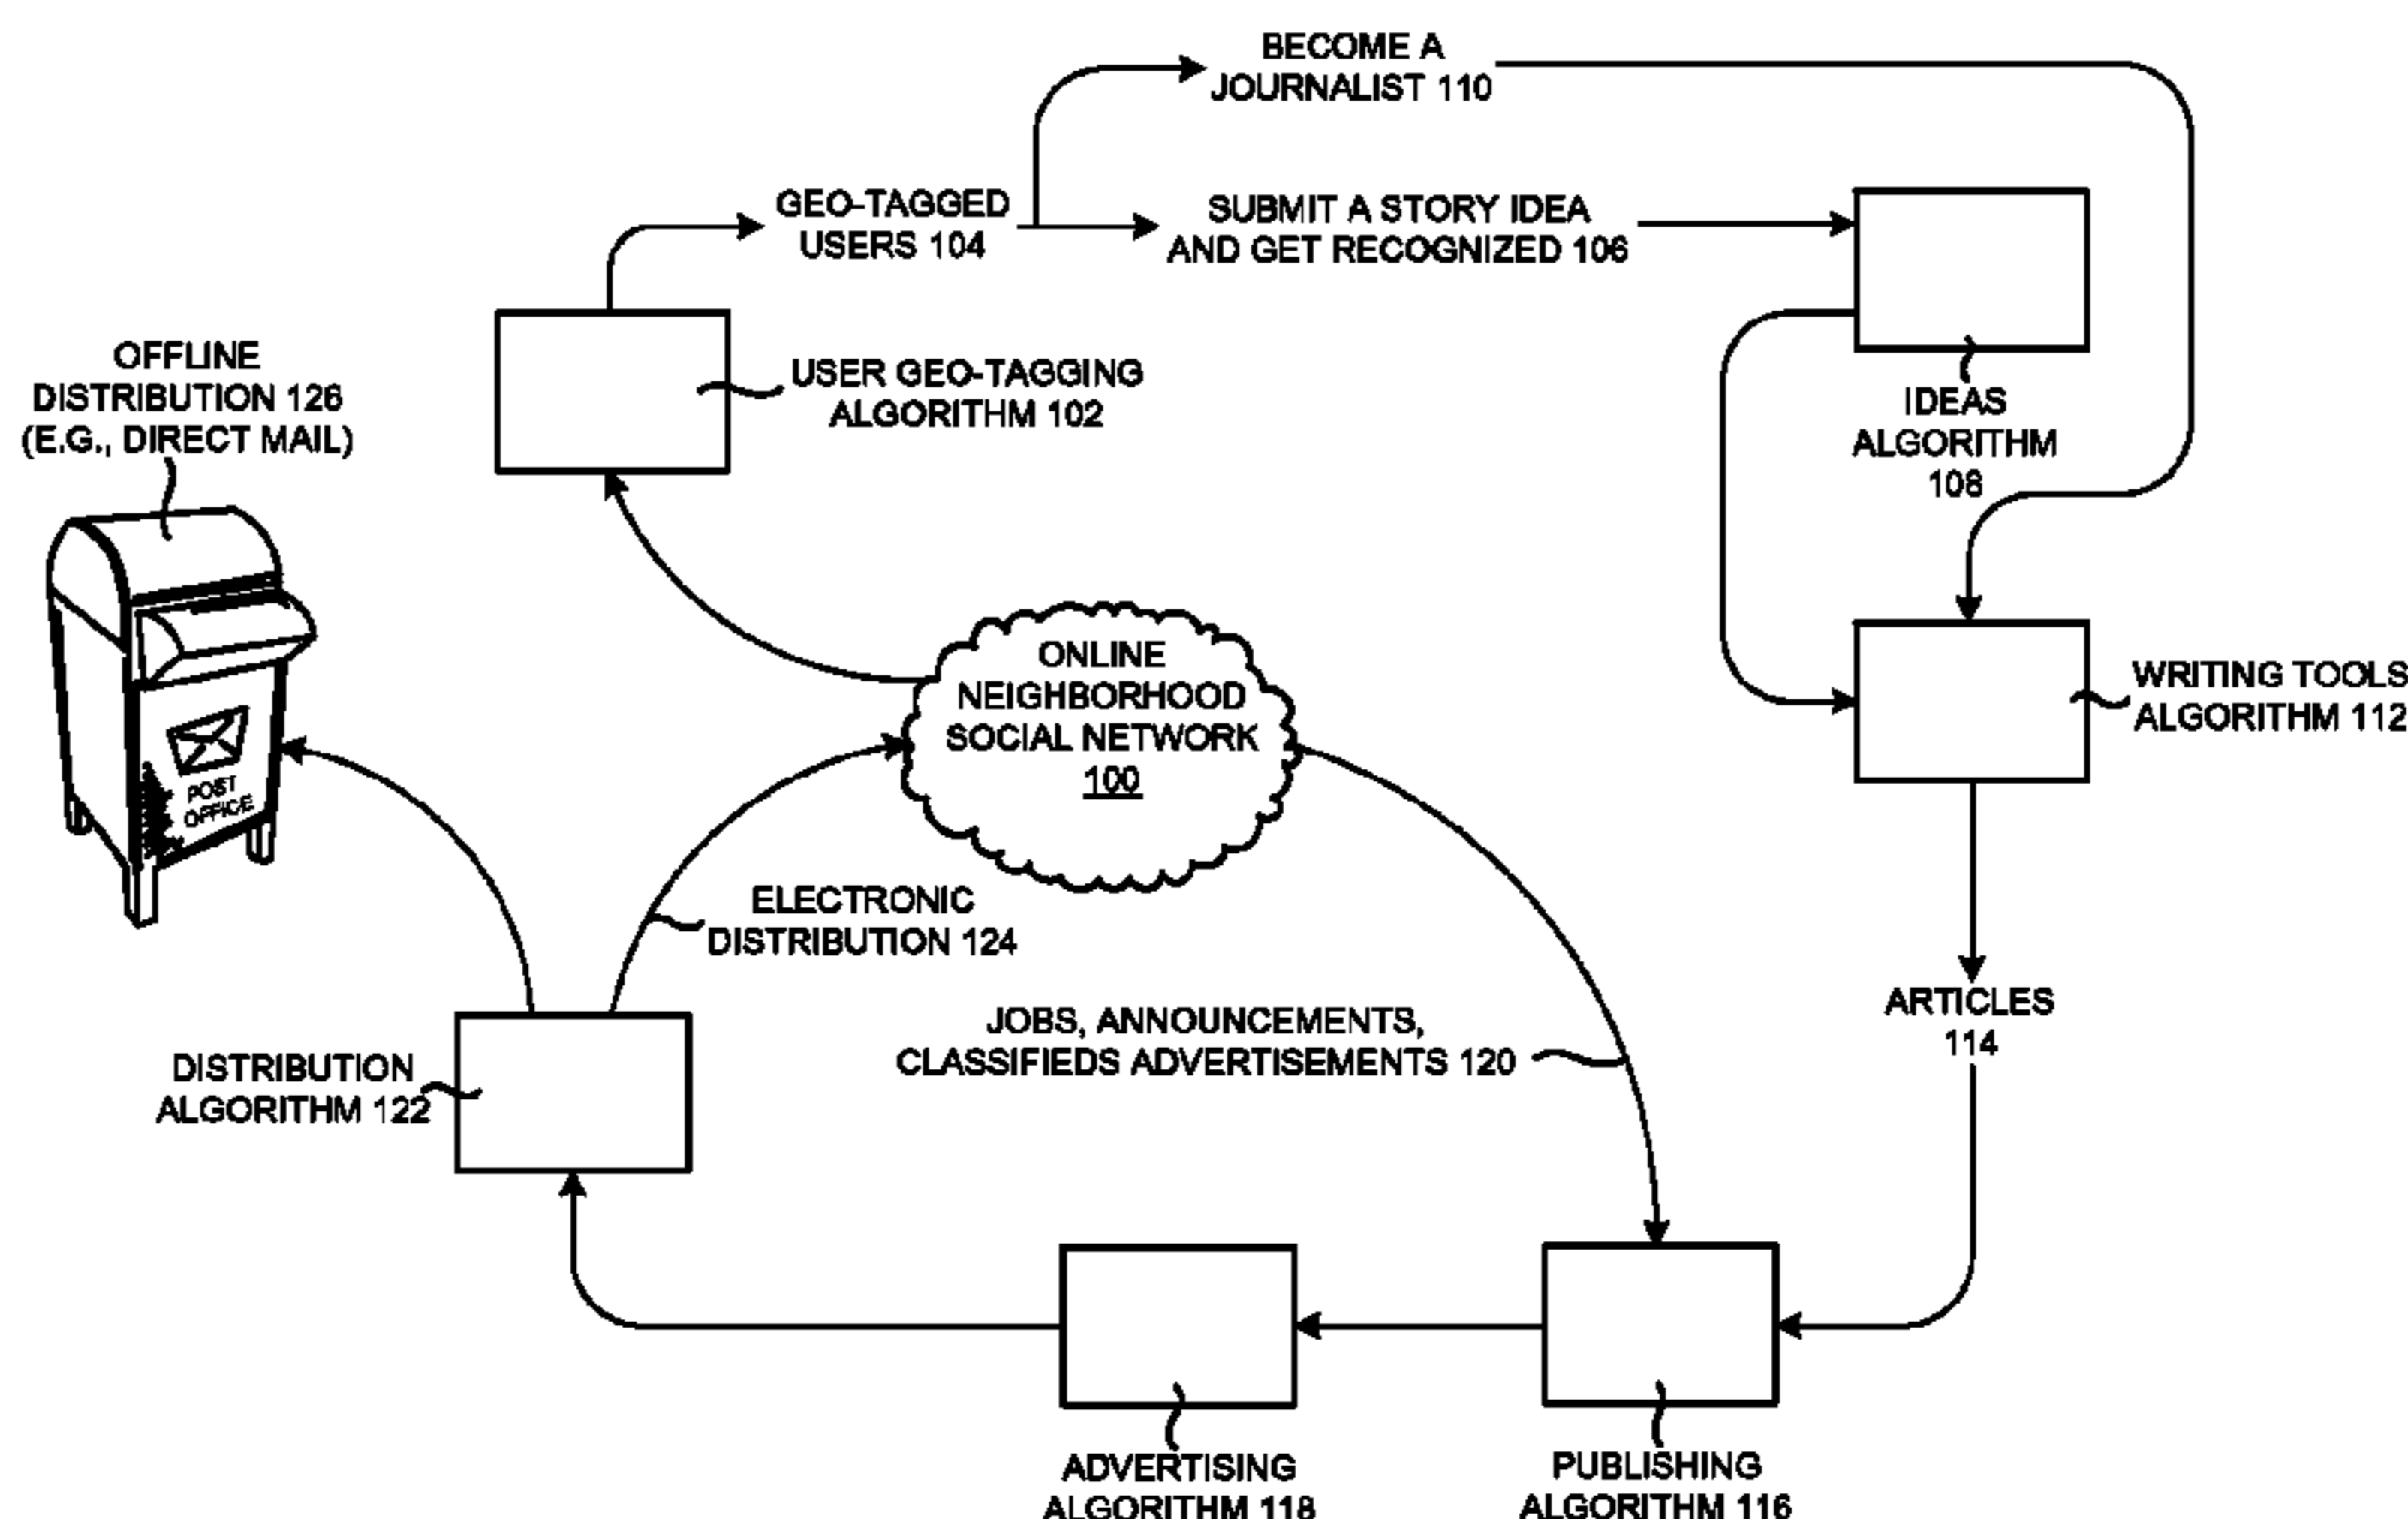 BECOME A
JOURNALIST 110
GEO-TAGGED
USERS 104
SUBMIT A STORY IDEA
AND GET RECOGNIZED 106
OFFLINE
DISTRIBUTION 126
(E.G., DIRECT MAIL)
USER GEO-TAGGING
ALGORITHM 102
IDEAS
ALGORITHM
108
ONLINE
NEIGHBORHOOD
SOCIAL NETWORK
100
WRITING TOOLS
ALGORITHM 112
POST
OFFICE
ELECTRONIC
DISTRIBUTION 124
ARTICLES
114
JOBS, ANNOUNCEMENTS,
CLASSIFIEDS ADVERTISEMENTS 120
DISTRIBUTION
ALGORITHM 122
ADVERTISING
ALGORITHM 118
PUBLISHING
ALGORITHM 116